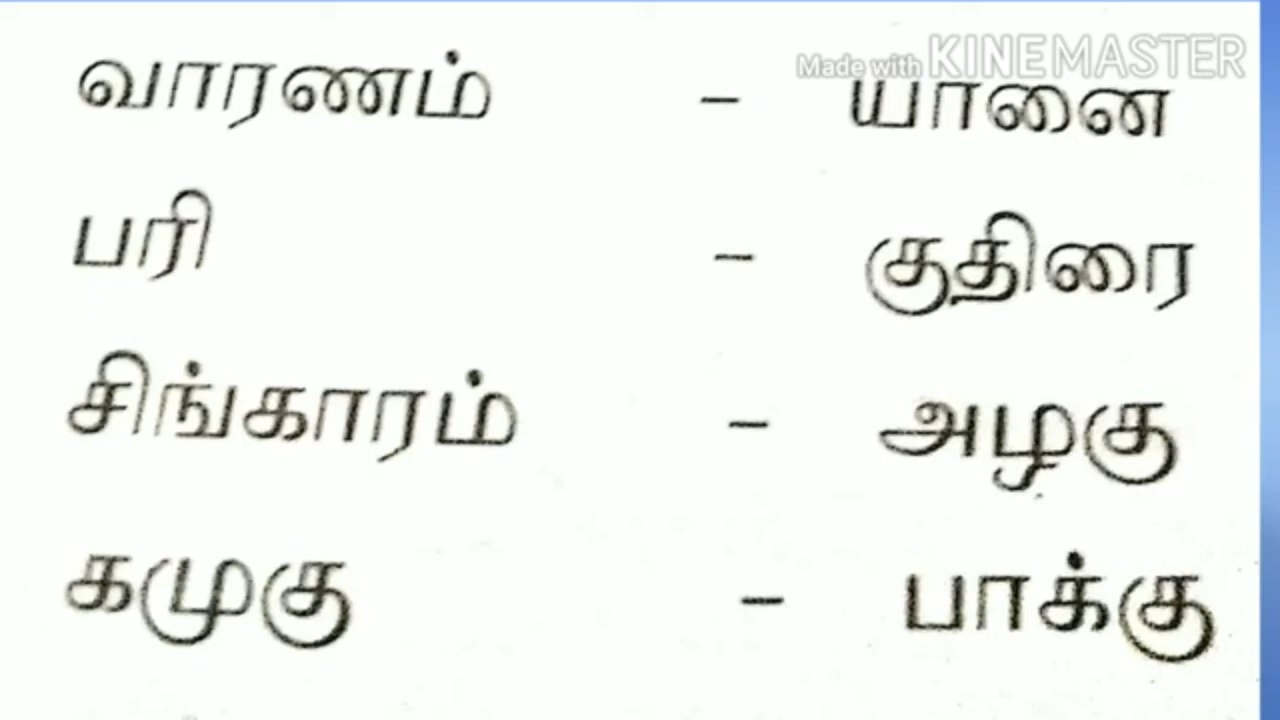 Made with KINEMASTER
வாரணம் - யானை
பரி - குதிரை
சிங்காரம் - அழகு
கமுகு - பாக்கு